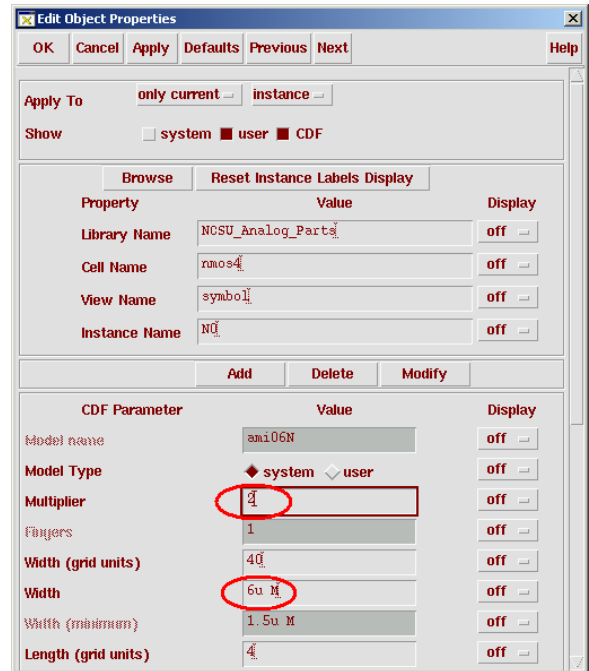 Edit Object Properties
OK Cancel Apply Defaults Previous Next Help
Apply To only current instance
Show system user CDF
Browse Reset Instance Labels Display
Property Value Display
Library Name NCSU_Analog_Parts off
Cell Name nmos4 off
View Name symbol off
Instance Name N0 off
Add Delete Modify
CDF Parameter Value Display
Model name ami06N off
Model Type system user off
Multiplier 2 off
Fingers 1 off
Width (grid units) 40 off
Width 6u M off
Width (minimum) 1.5u M off
Length (grid units) 4 off